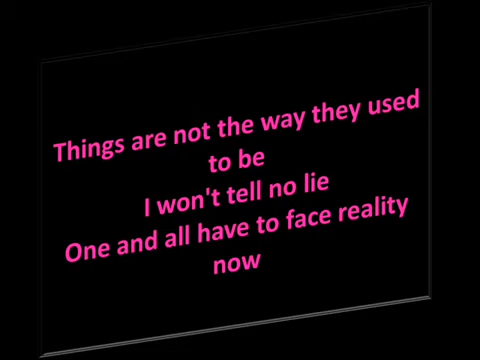 Things are not the way they used
to be
I won't tell no lie
One and all have to face reality
now